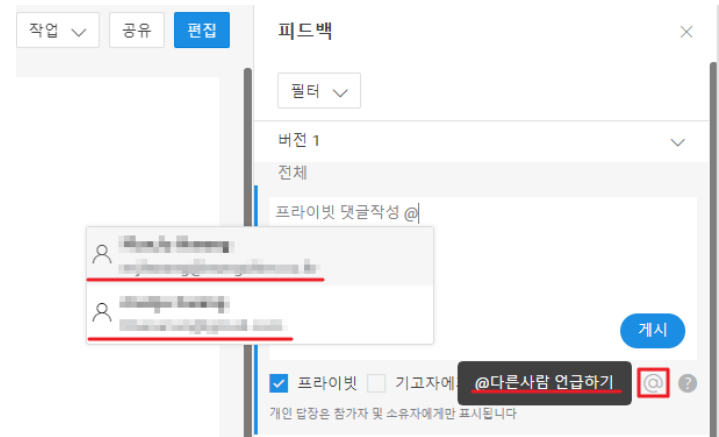 작업 공유 편집
피드백
필터
버전 1
전체
프라이빗 댓글작성 @
게시
프라이빗 기고자에 @다른사람 언급하기 @ ?
개인 답장은 참가자 및 소유자에게만 표시됩니다